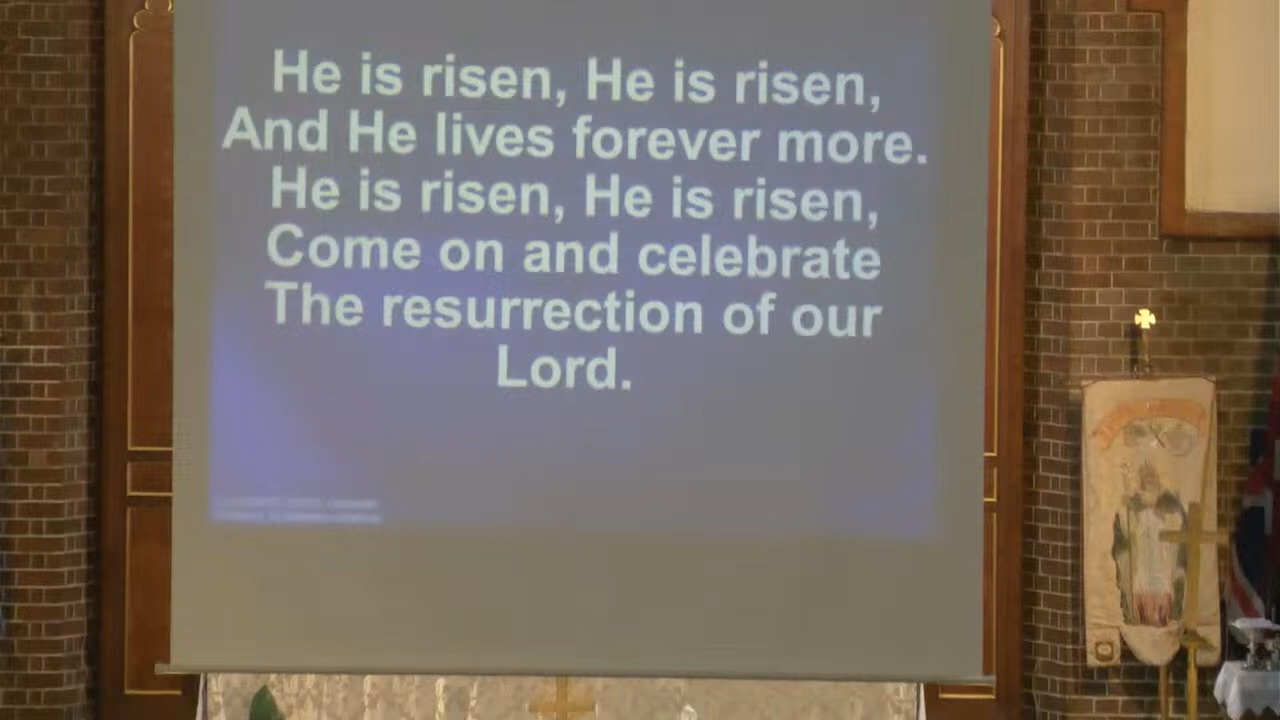 He is risen, He is risen,
And He lives forever more.
He is risen, He is risen,
Come on and celebrate
The resurrection of our
Lord.